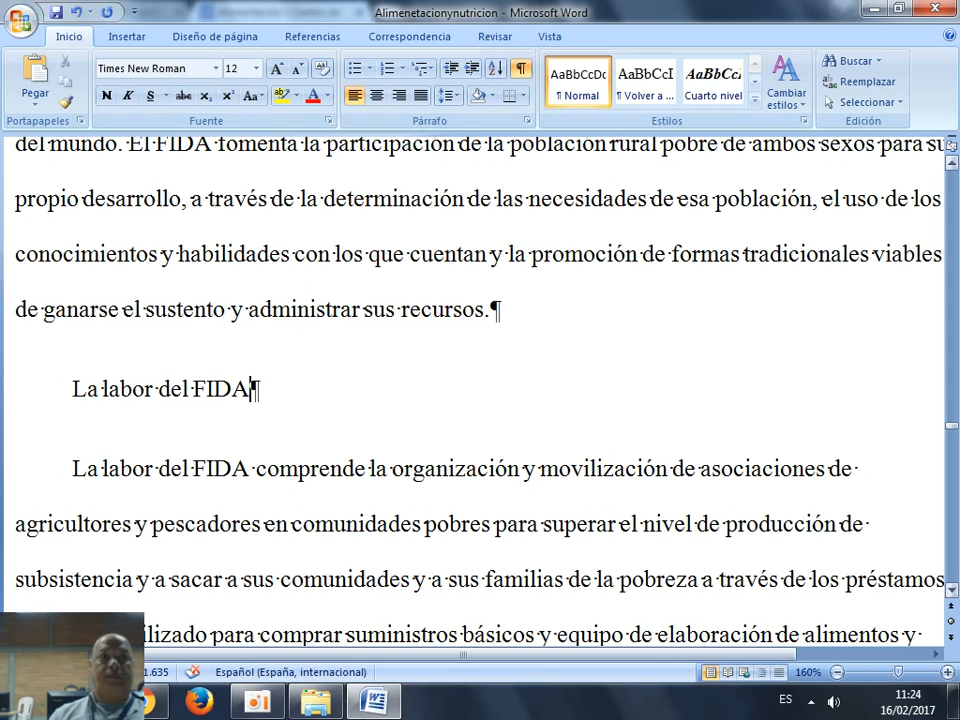 Alimenetacionynutricion - Microsoft Word
Inicio Insertar Diseño de página Referencias Correspondencia Revisar Vista
Times New Roman 12
Pegar
N K S abe x₂ x² Aa
AaBbCcDc AaBbCcI AaBbCc.
¶ Normal ¶ Volver a ... Cuarto nivel
Cambiar estilos
Buscar
Reemplazar
Seleccionar
Portapapeles Fuente Párrafo Estilos Edición
del mundo. El FIDA fomenta la participación de la población rural pobre de ambos sexos para su
propio desarrollo, a través de la determinación de las necesidades de esa población, el uso de los
conocimientos y habilidades con los que cuentan y la promoción de formas tradicionales viables
de ganarse el sustento y administrar sus recursos.¶
La labor del FIDA¶
La labor del FIDA comprende la organización y movilización de asociaciones de
agricultores y pescadores en comunidades pobres para superar el nivel de producción de
subsistencia y a sacar a sus comunidades y a sus familias de la pobreza a través de los préstamos
ilizado para comprar suministros básicos y equipo de elaboración de alimentos y
1.635 Español (España, internacional) 160%
ES 11:24
16/02/2017